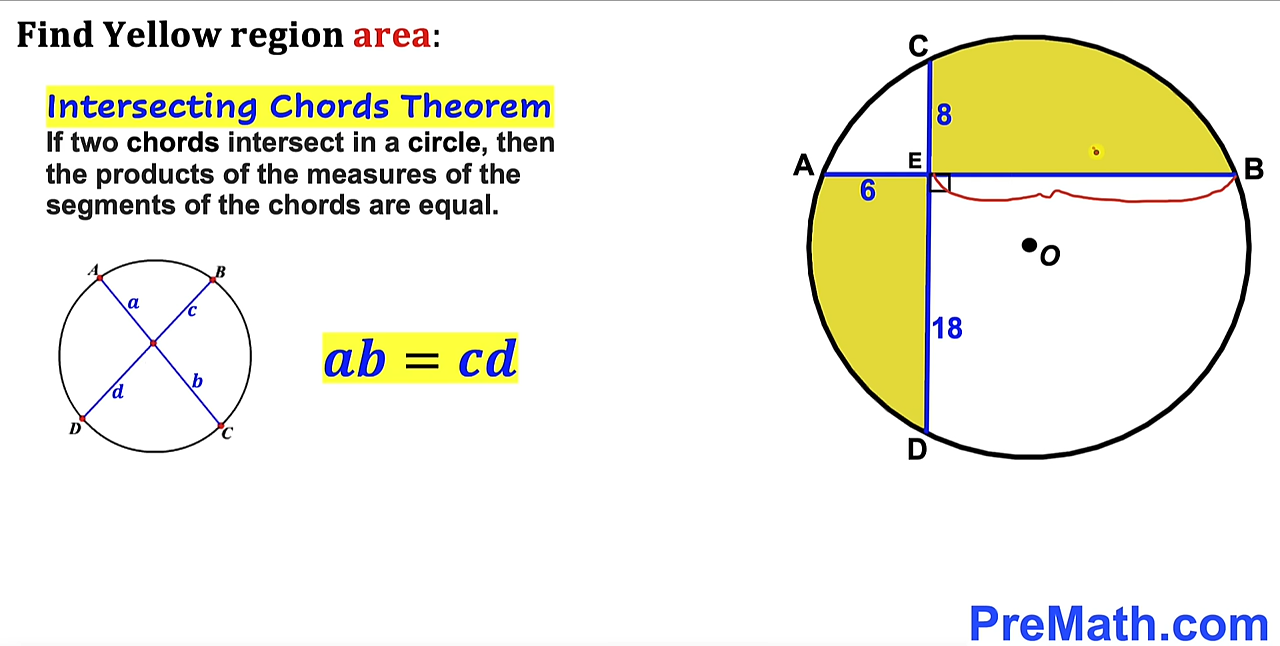 Find Yellow region area:
Intersecting Chords Theorem
If two chords intersect in a circle, then
the products of the measures of the
segments of the chords are equal.
A
B
a
c
d
b
D
C
ab = cd
C
8
A
E
B
6
O
18
D
PreMath.com